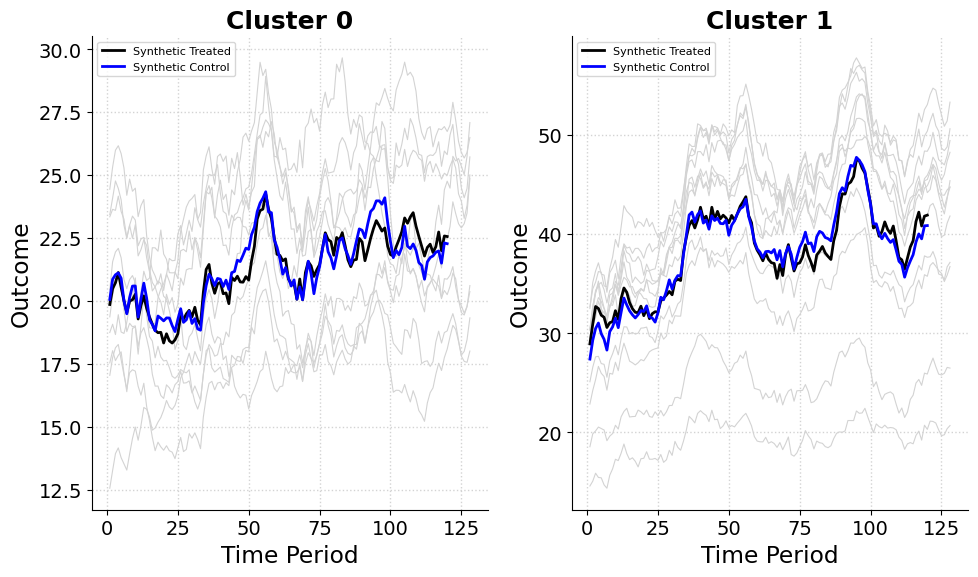 Cluster 0
Synthetic Treated
Synthetic Control
Outcome
30.0
27.5
25.0
22.5
20.0
17.5
15.0
12.5
0 25 50 75 100 125
Time Period
Cluster 1
Synthetic Treated
Synthetic Control
Outcome
50
40
30
20
0 25 50 75 100 125
Time Period